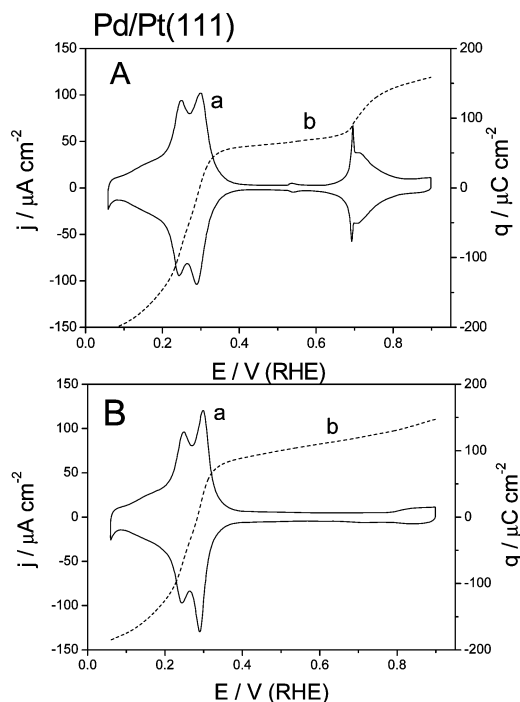 Pd/Pt(111)
A
a
b
150
100
50
0
-50
-100
-150
200
100
0
-100
-200
0.0 0.2 0.4 0.6 0.8 1.0
j / μA cm⁻²
q / μC cm⁻²
E / V (RHE)
B
a
b
150
100
50
0
-50
-100
-150
200
100
0
-100
-200
0.0 0.2 0.4 0.6 0.8
j / μA cm⁻²
q / μC cm⁻²
E / V (RHE)